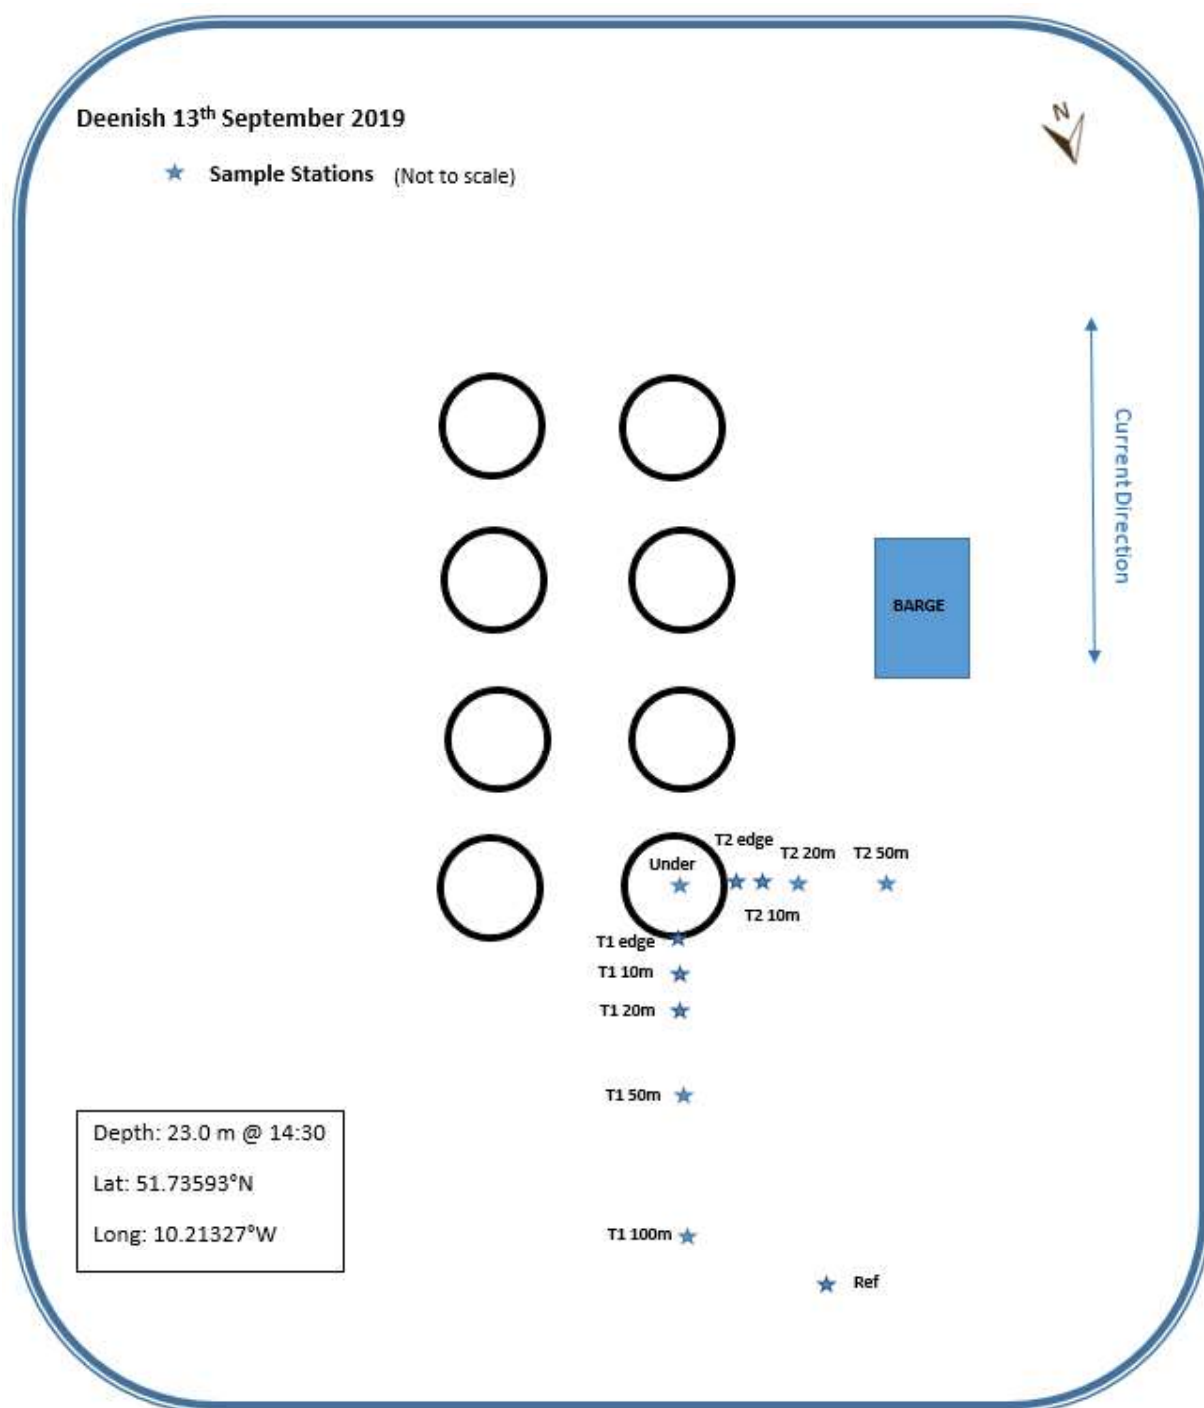 Deenish 13th September 2019
N
★ Sample Stations (Not to scale)
Current Direction
BARGE
T2 edge
Under
T2 20m
T2 50m
T2 10m
T1 edge
T1 10m
T1 20m
T1 50m
Depth: 23.0 m @ 14:30
Lat: 51.73593°N
Long: 10.21327°W
T1 100m
Ref